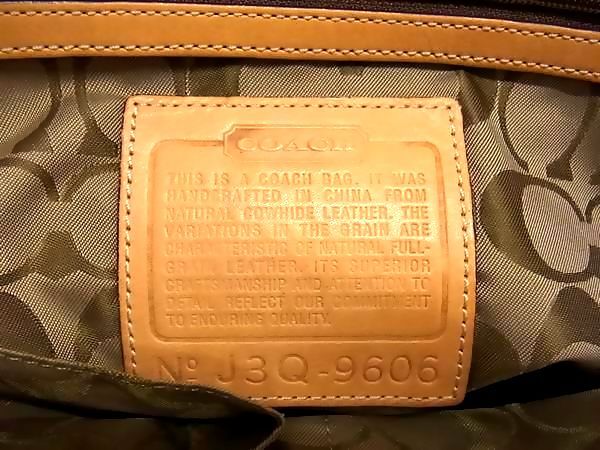 COACH
THIS IS A COACH BAG. IT WAS
HANDCRAFTED IN CHINA FROM
NATURAL COWHIDE LEATHER. THE
VARIATIONS IN THE GRAIN ARE
CHARACTERISTIC OF NATURAL FULL-
GRAIN LEATHER. ITS SUPERIOR
CRAFTSMANSHIP AND ATTENTION TO
DETAIL REFLECT OUR COMMITMENT
TO ENDURING QUALITY.
Nº J3Q-9606